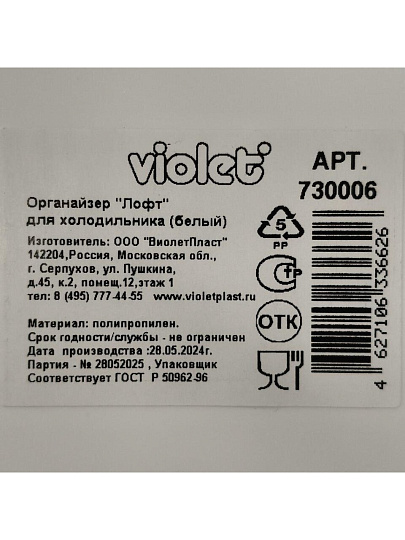 violet
АРТ.
730006
Органайзер "Лофт"
для холодильника (белый)
Изготовитель: ООО "ВиолетПласт"
142204,Россия, Московская обл.,
г. Серпухов, ул. Пушкина,
д.45, к.2, помещ.12,этаж 1
тел: 8 (495) 777-44-55 www.violetplast.ru
Материал: полипропилен.
Срок годности/службы - не ограничен
Дата производства :28.05.2024г.
Партия - № 28052025 , Упаковщик
Соответствует ГОСТ Р 50962-96
5
PP
СГР
ОТК
4 627106 336626